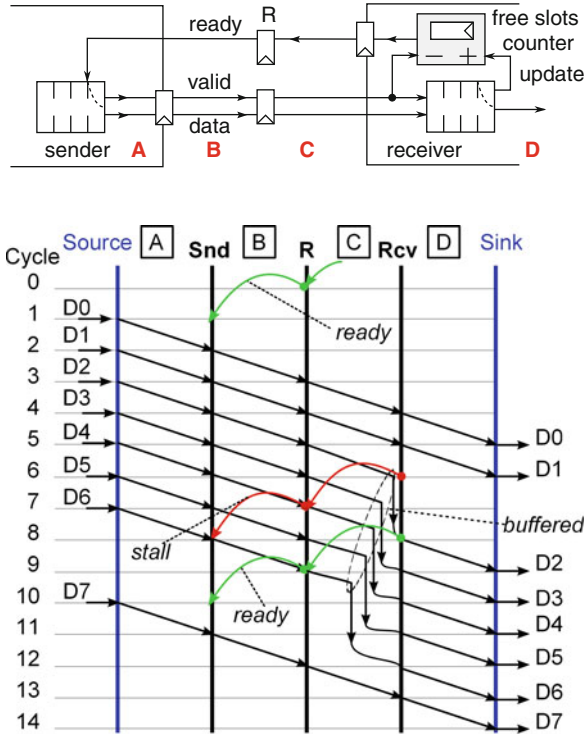 ready
R
free slots
counter
− +
update
valid
data
sender
A
B
C
receiver
D
Cycle
Source
A
Snd
B
R
C
Rcv
D
Sink
0
ready
1 D0
2 D1
3 D2
4 D3
5 D4 D0
6 D5 D1
7 D6
buffered
8
stall
9 D2
10 D7 D3
ready
11 D4
12 D5
13 D6
14 D7